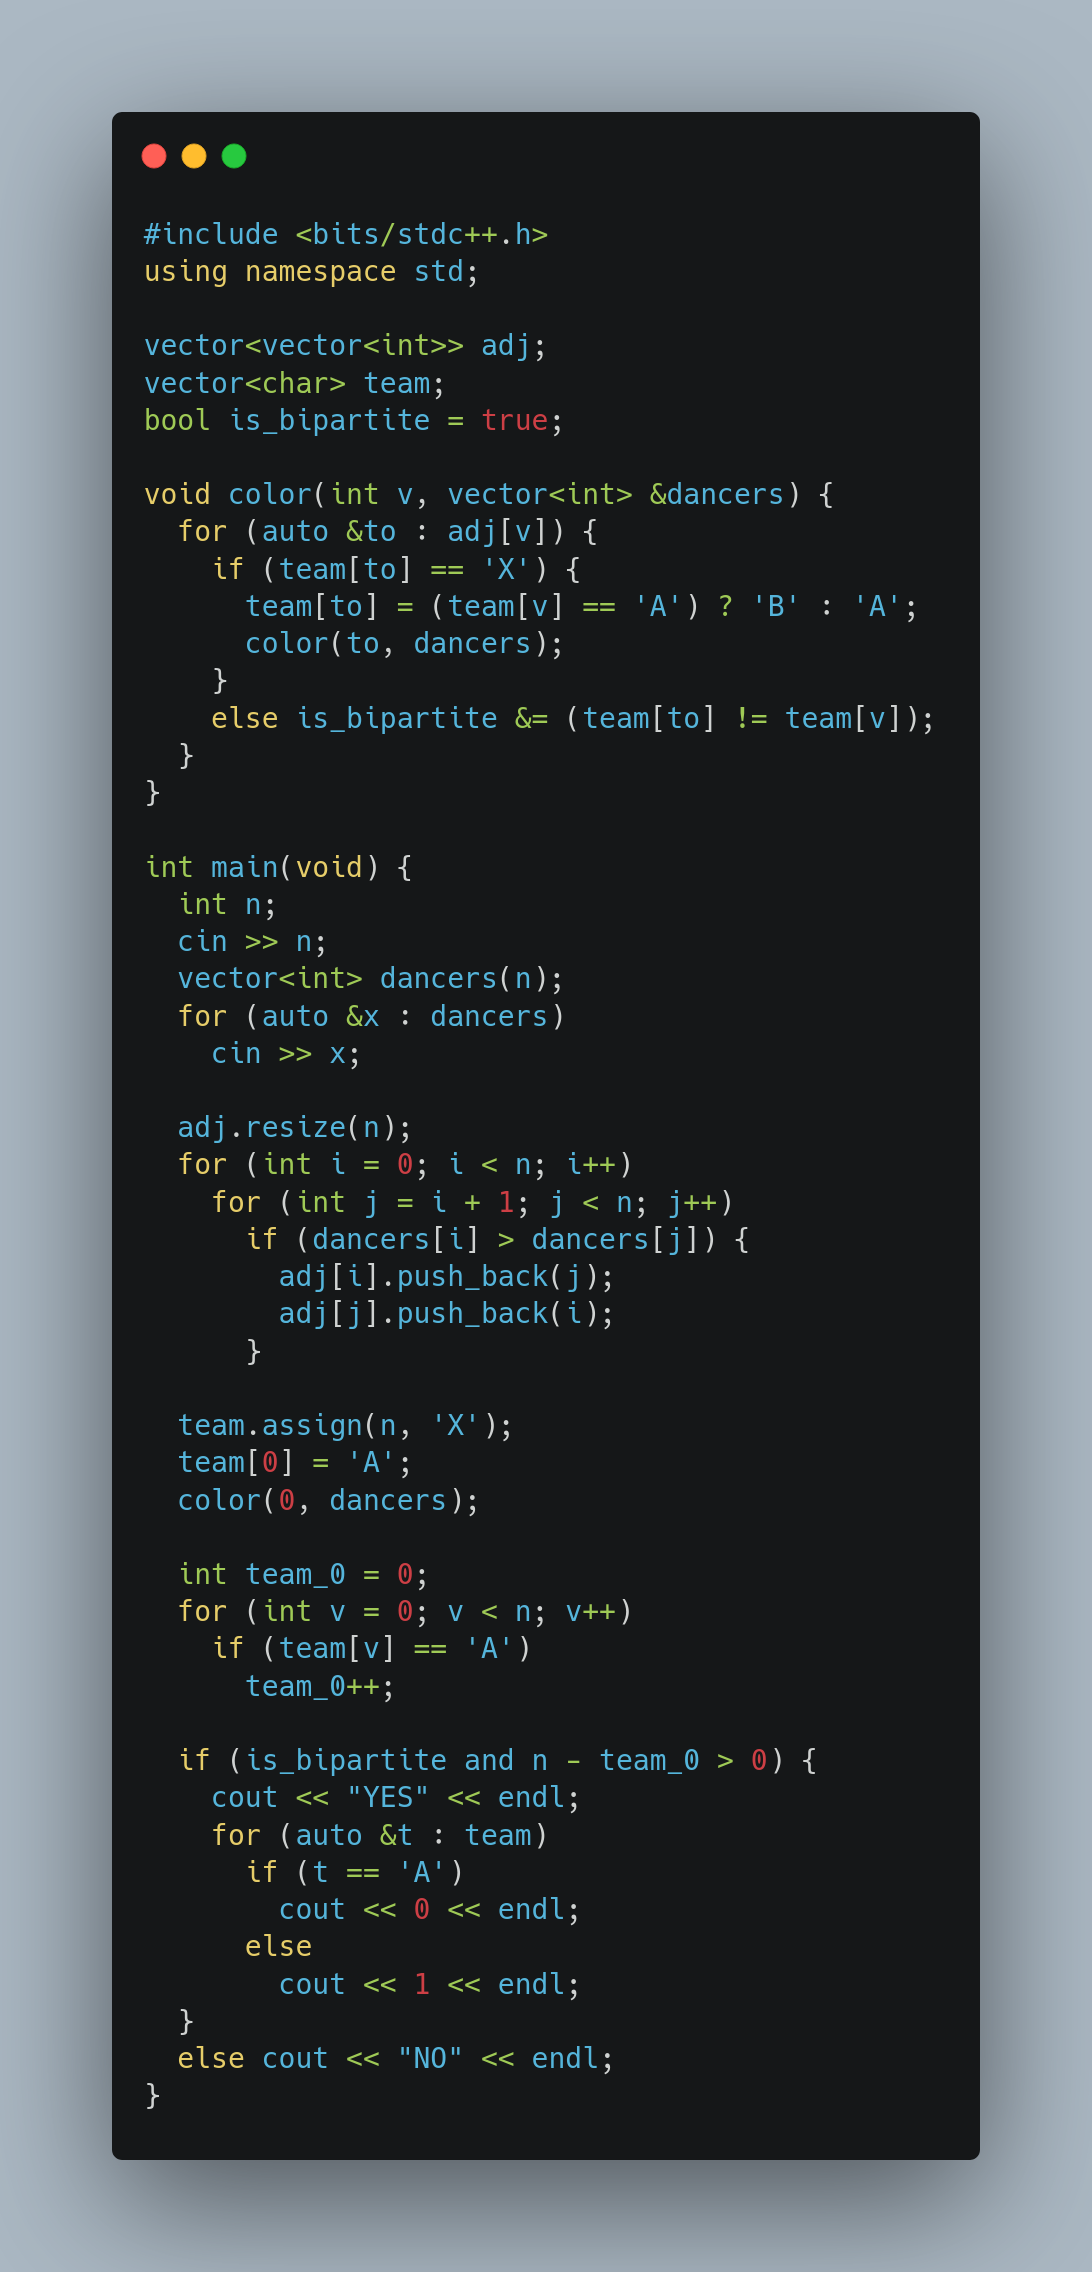 #include <bits/stdc++.h>
using namespace std;

vector<vector<int>> adj;
vector<char> team;
bool is_bipartite = true;

void color(int v, vector<int> &dancers) {
  for (auto &to : adj[v]) {
    if (team[to] == 'X') {
      team[to] = (team[v] == 'A') ? 'B' : 'A';
      color(to, dancers);
    }
    else is_bipartite &= (team[to] != team[v]);
  }
}

int main(void) {
  int n;
  cin >> n;
  vector<int> dancers(n);
  for (auto &x : dancers)
    cin >> x;

  adj.resize(n);
  for (int i = 0; i < n; i++)
    for (int j = i + 1; j < n; j++)
      if (dancers[i] > dancers[j]) {
        adj[i].push_back(j);
        adj[j].push_back(i);
      }

  team.assign(n, 'X');
  team[0] = 'A';
  color(0, dancers);

  int team_0 = 0;
  for (int v = 0; v < n; v++)
    if (team[v] == 'A')
      team_0++;

  if (is_bipartite and n - team_0 > 0) {
    cout << "YES" << endl;
    for (auto &t : team)
      if (t == 'A')
        cout << 0 << endl;
      else
        cout << 1 << endl;
  }
  else cout << "NO" << endl;
}